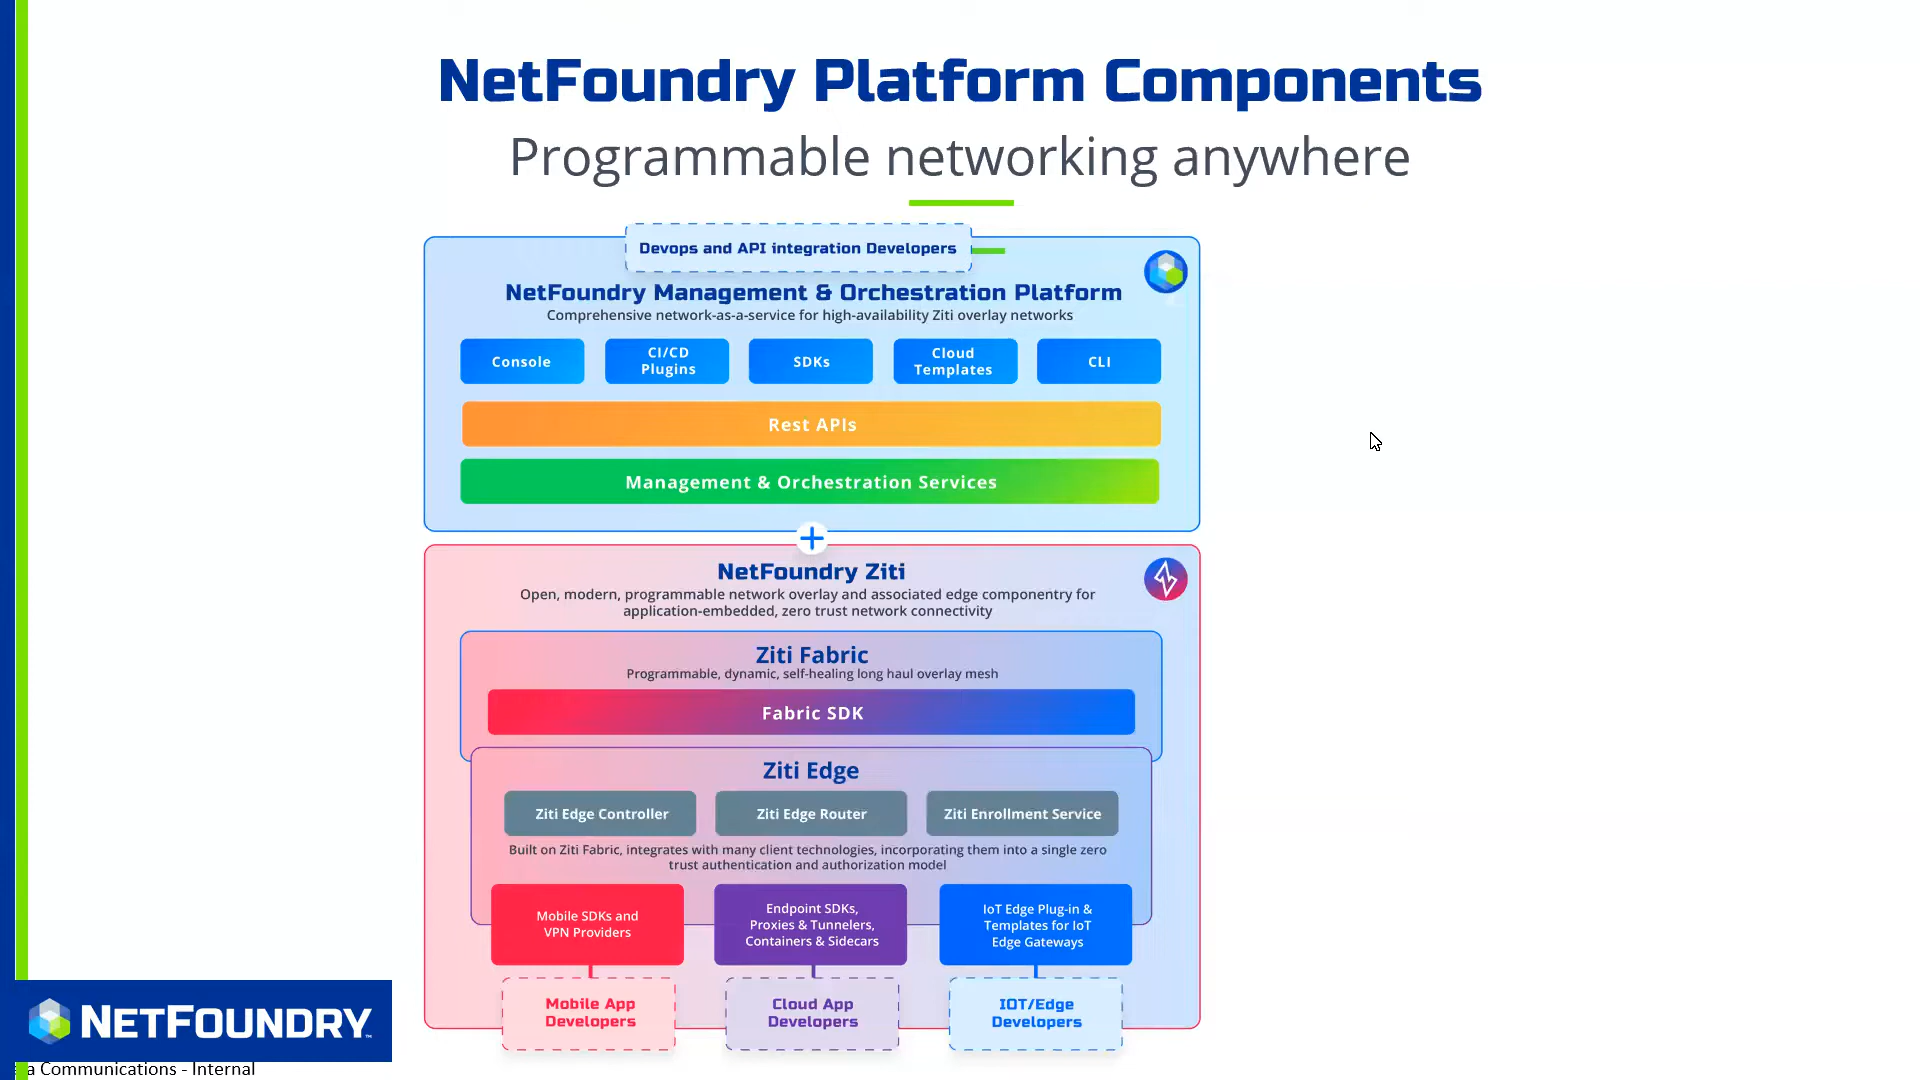 NetFoundry Platform Components
Programmable networking anywhere
Devops and API integration Developers
NetFoundry Management & Orchestration Platform
Comprehensive network-as-a-service for high-availability Ziti overlay networks
Console
CI/CD
Plugins
SDKs
Cloud
Templates
CLI
Rest APIs
Management & Orchestration Services
NetFoundry Ziti
Open, modern, programmable network overlay and associated edge componentry for
application-embedded, zero trust network connectivity
Ziti Fabric
Programmable, dynamic, self-healing long haul overlay mesh
Fabric SDK
Ziti Edge
Ziti Edge Controller
Ziti Edge Router
Ziti Enrollment Service
Built on Ziti Fabric, integrates with many client technologies, incorporating them into a single zero
trust authentication and authorization model
Mobile SDKs and
VPN Providers
Endpoint SDKs,
Proxies & Tunnelers,
Containers & Sidecars
IoT Edge Plug-in &
Templates for IoT
Edge Gateways
Mobile App
Developers
Cloud App
Developers
IOT/Edge
Developers
NETFOUNDRY
Communications - Internal